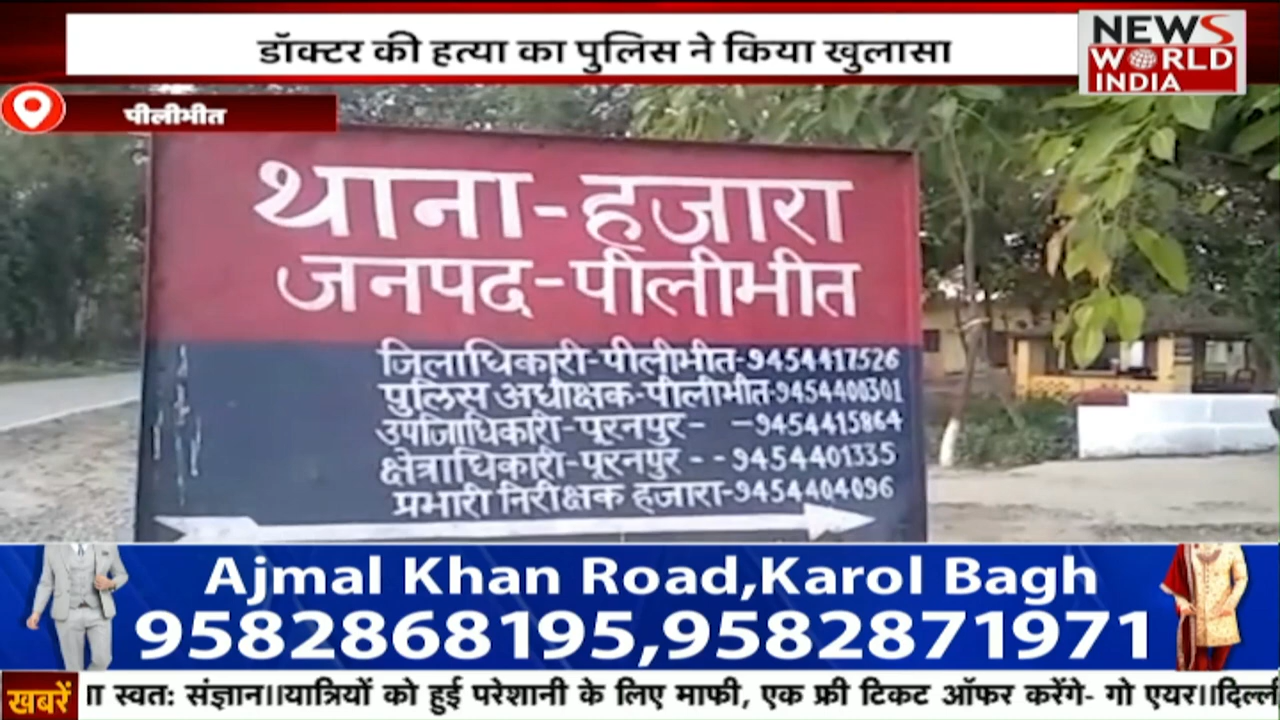 डॉक्टर की हत्या का पुलिस ने किया खुलासा
NEWS
WORLD
INDIA
पीलीभीत
थाना-हजारा
जनपद-पीलीभीत
जिलाधिकारी-पीलीभीत-9454417526
पुलिस अधीक्षक-पीलीभीत-9454400301
उपजिाधिकारी-पूरनपुर- -9454415864
क्षेत्राधिकारी-पूरनपुर--9454401335
प्रभारी निरीक्षक हजारा-9454404096
Ajmal Khan Road,Karol Bagh
9582868195,9582871971
खबरें
स्वत: संज्ञान॥यात्रियों को हुई परेशानी के लिए माफी, एक फ्री टिकट ऑफर करेंगे- गो एयर॥दिल्ली